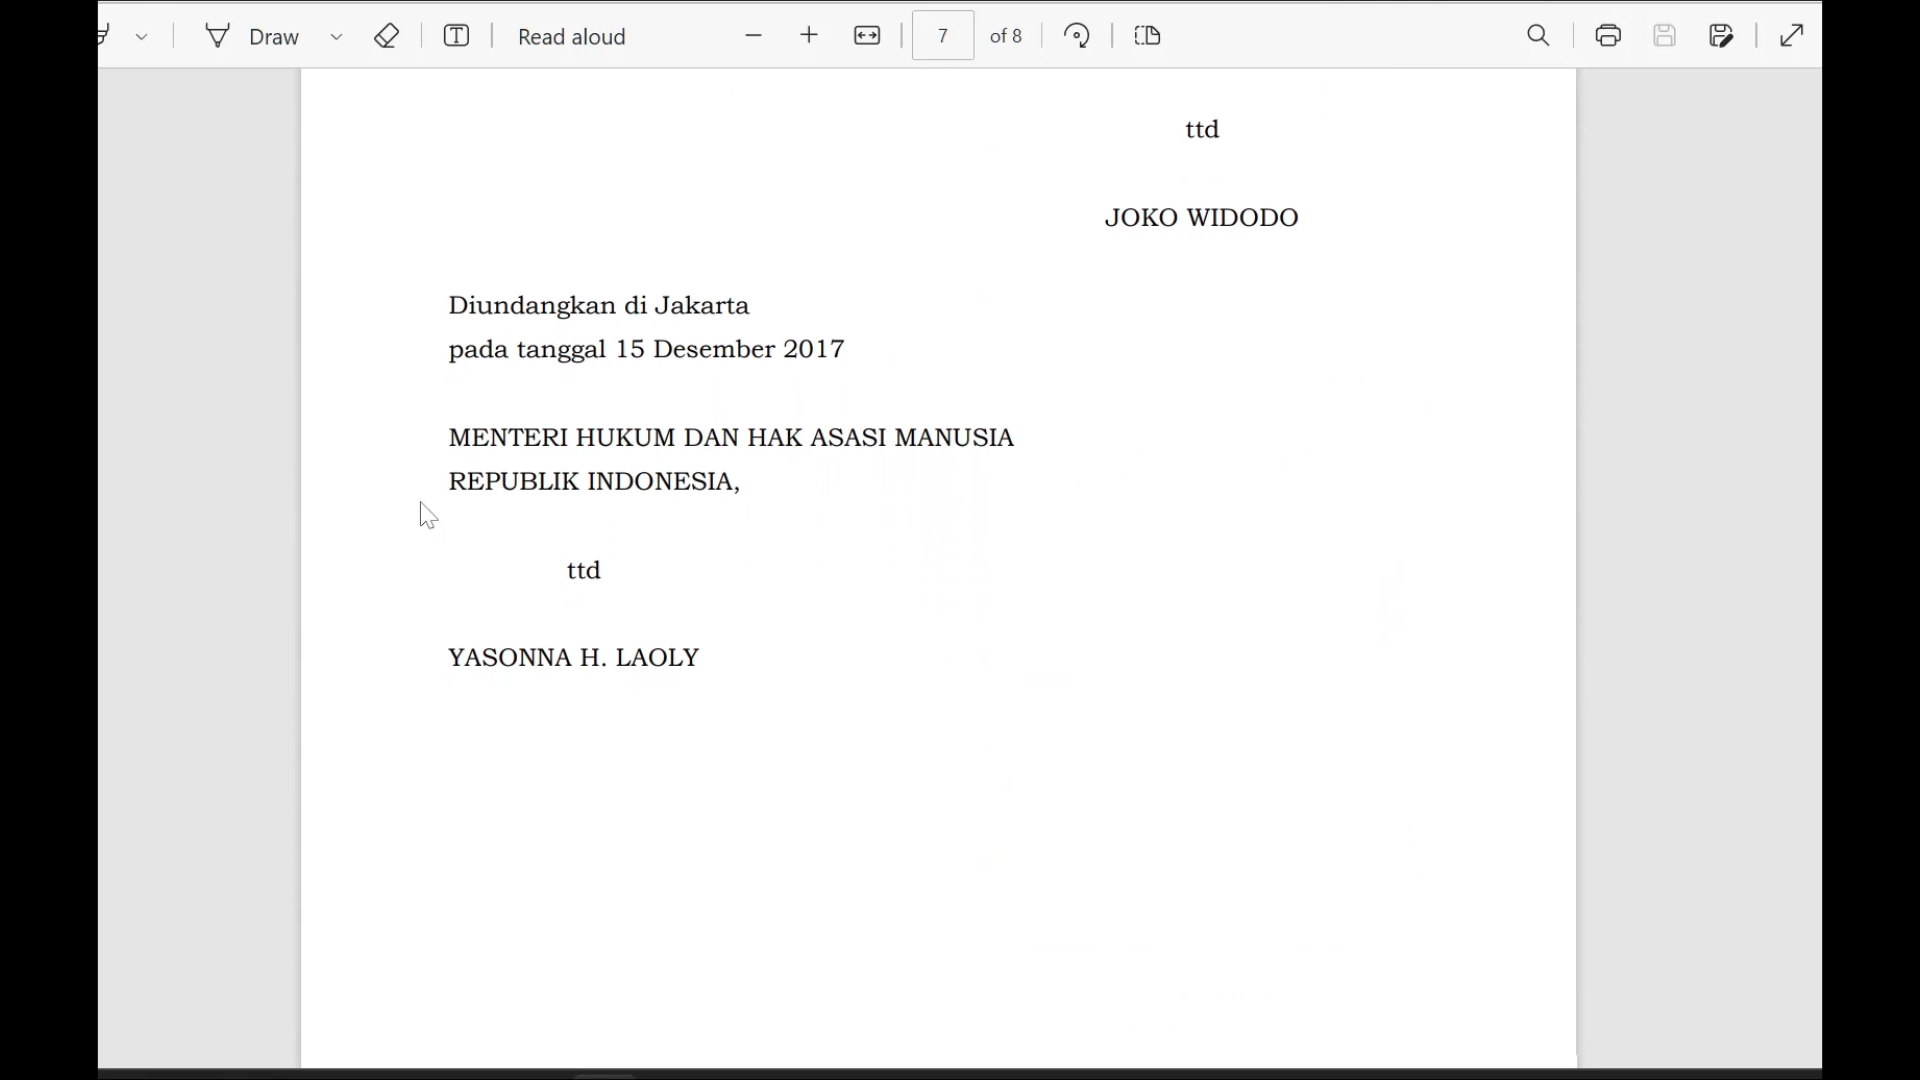 Draw
Read aloud
7 of 8
ttd
JOKO WIDODO
Diundangkan di Jakarta
pada tanggal 15 Desember 2017
MENTERI HUKUM DAN HAK ASASI MANUSIA
REPUBLIK INDONESIA,
ttd
YASONNA H. LAOLY